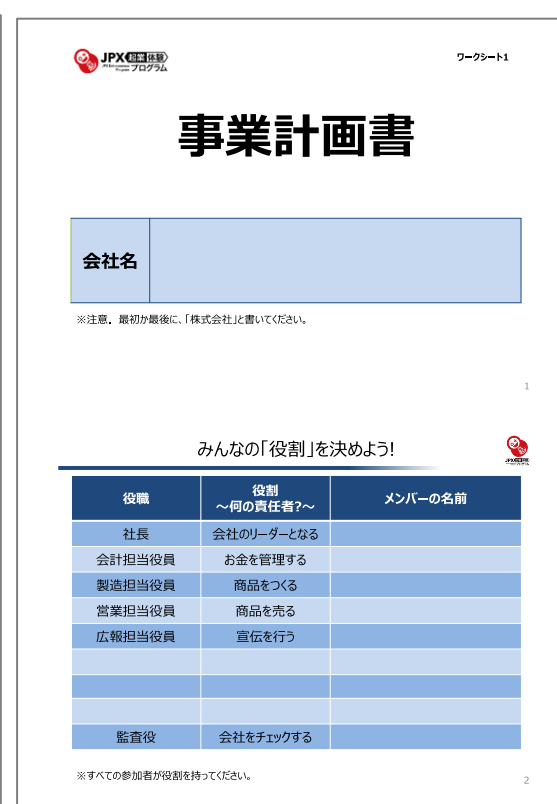 JPX起業体験
プログラム
ワークシート1
事業計画書
会社名
※注意．最初か最後に、「株式会社」と書いてください。
1
みんなの「役割」を決めよう!
役職 役割 ～何の責任者?～ メンバーの名前
社長 会社のリーダーとなる
会計担当役員 お金を管理する
製造担当役員 商品をつくる
営業担当役員 商品を売る
広報担当役員 宣伝を行う
監査役 会社をチェックする
※すべての参加者が役割を持ってください。
2